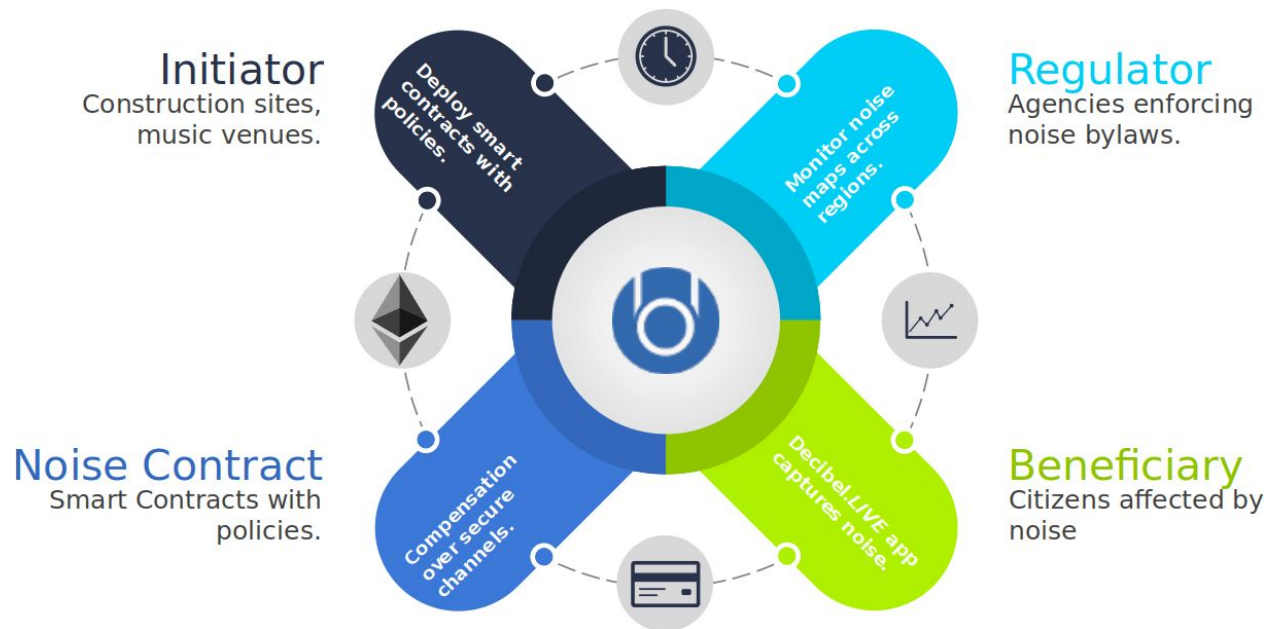 Initiator
Construction sites,
music venues.
Deploy smart
contracts with
policies.
Regulator
Agencies enforcing
noise bylaws.
Monitor noise
maps across
regions.
Noise Contract
Smart Contracts with
policies.
Compensation
over secure
channels.
Beneficiary
Citizens affected by
noise
Decibel.LIVE app
captures noise.